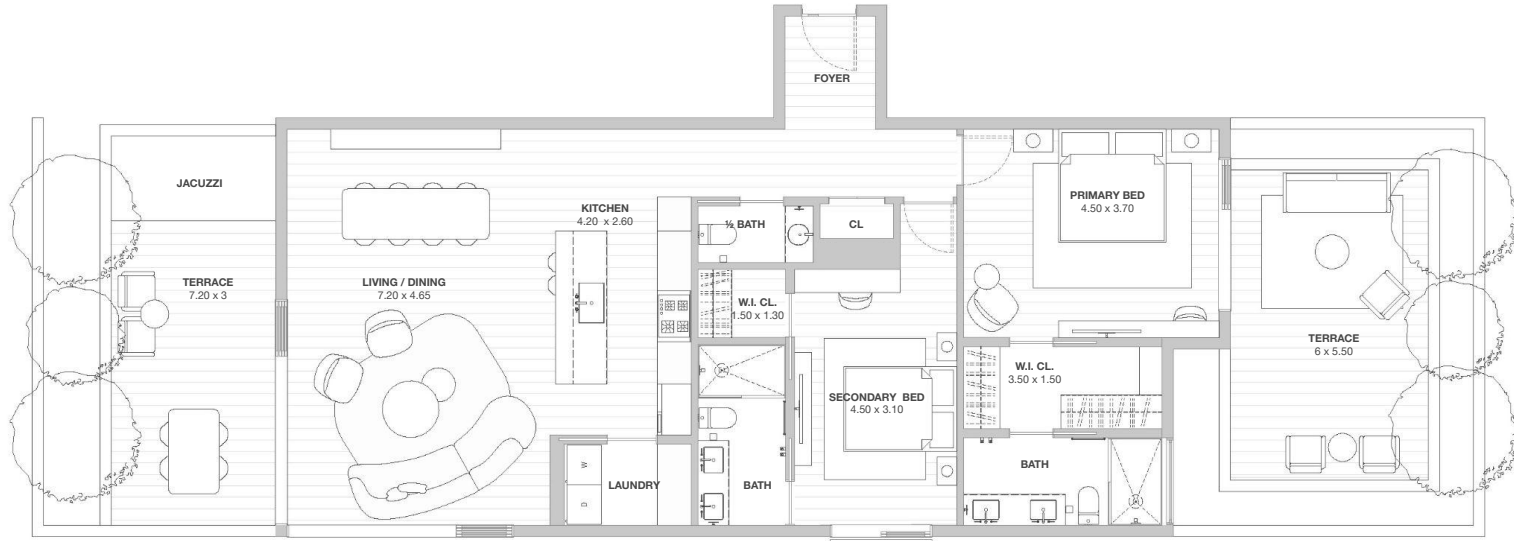 FOYER
JACUZZI
TERRACE
7.20 x 3
LIVING / DINING
7.20 x 4.65
KITCHEN
4.20 x 2.60
½ BATH
CL
W.I. CL.
1.50 x 1.30
PRIMARY BED
4.50 x 3.70
SECONDARY BED
4.50 x 3.10
W.I. CL.
3.50 x 1.50
TERRACE
6 x 5.50
W
D
LAUNDRY
BATH
BATH